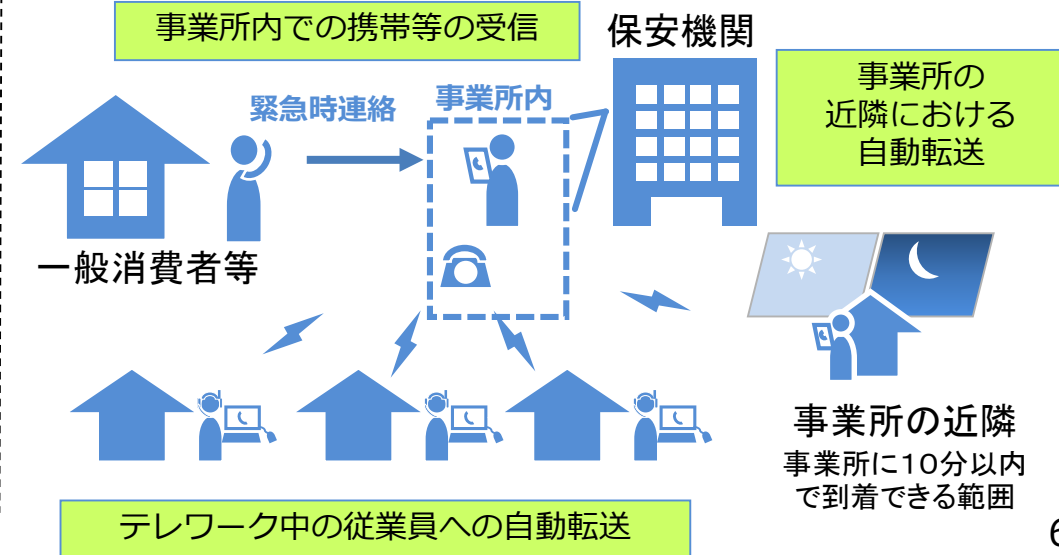 事業所内での携帯等の受信
保安機関
事業所の
近隣における
自動転送
緊急時連絡
事業所内
一般消費者等
事業所の近隣
事業所に10分以内
で到着できる範囲
テレワーク中の従業員への自動転送